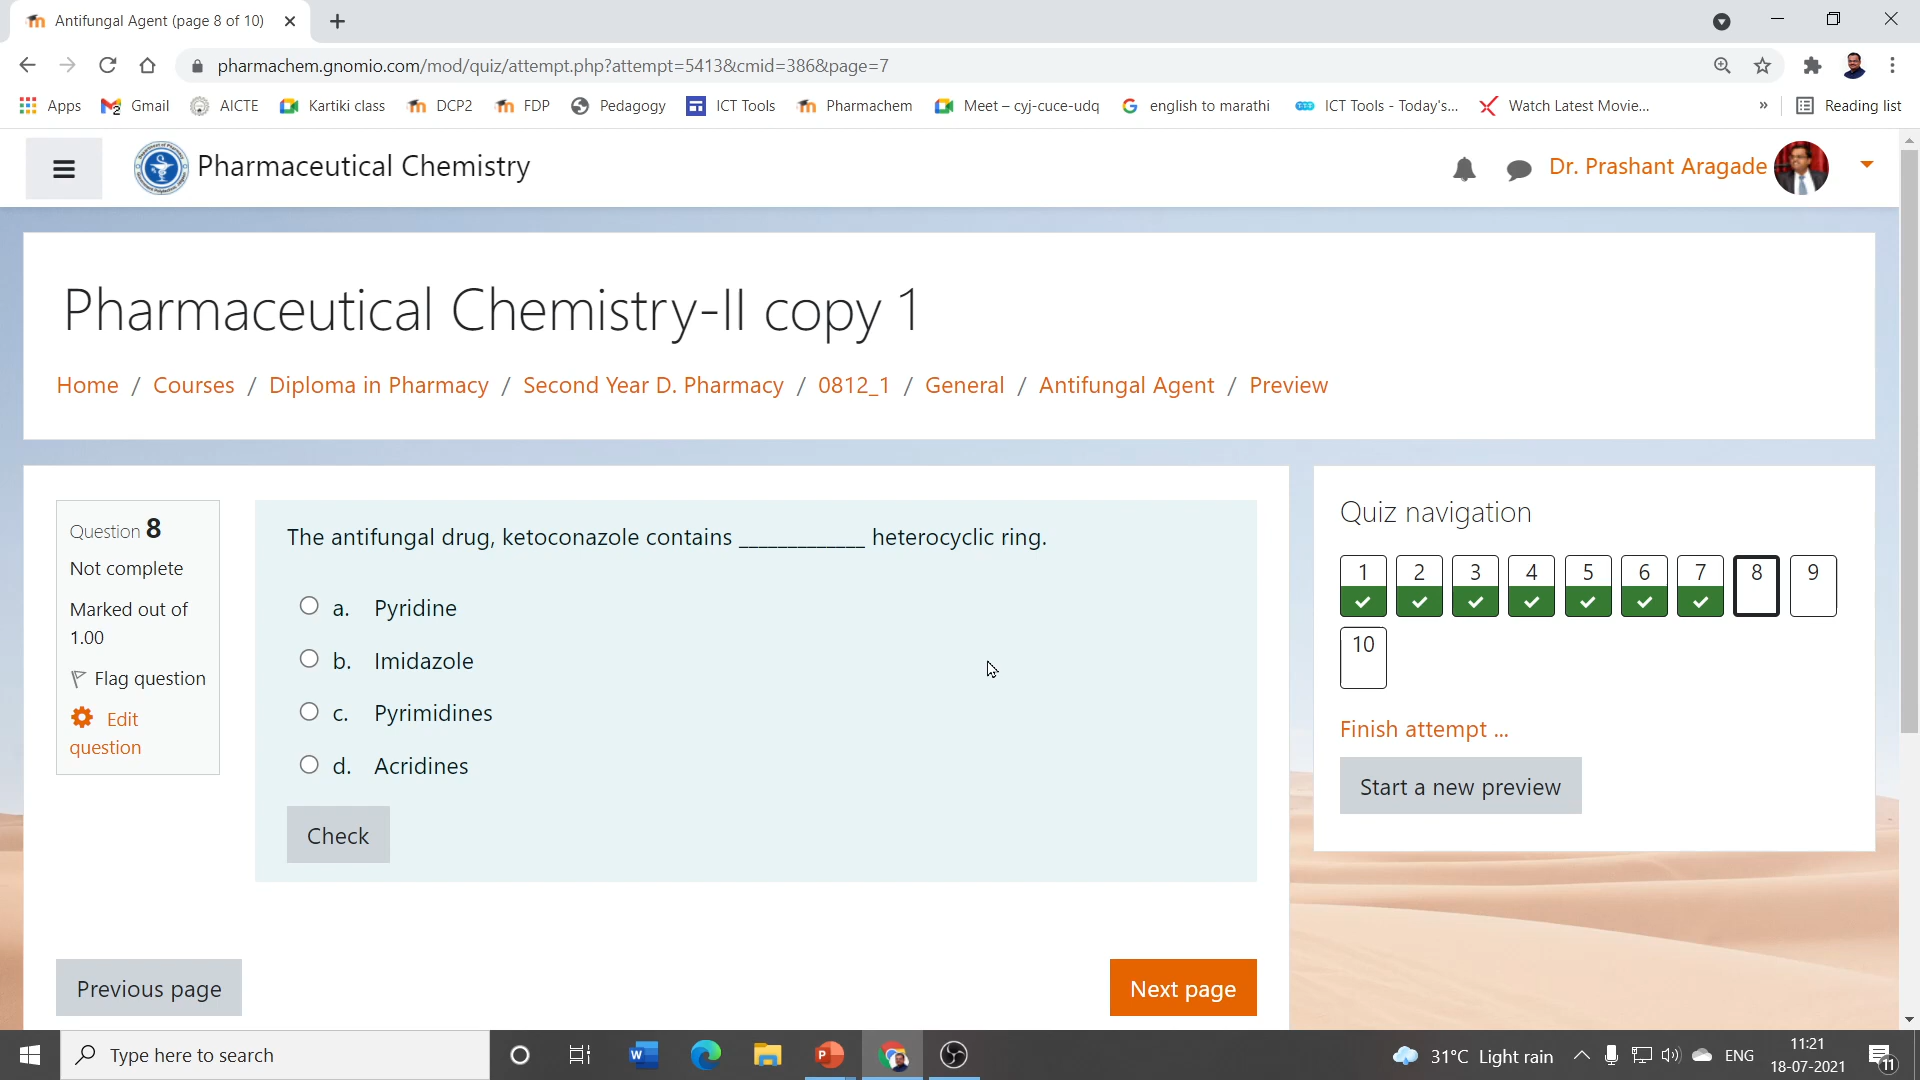 Antifungal Agent (page 8 of 10)
pharmachem.gnomio.com/mod/quiz/attempt.php?attempt=5413&cmid=386&page=7
Apps Gmail AICTE Kartiki class DCP2 FDP Pedagogy ICT Tools Pharmachem Meet – cyj-cuce-udq english to marathi ICT Tools - Today's... Watch Latest Movie... » Reading list
Pharmaceutical Chemistry Dr. Prashant Aragade
Pharmaceutical Chemistry-II copy 1
Home / Courses / Diploma in Pharmacy / Second Year D. Pharmacy / 0812_1 / General / Antifungal Agent / Preview
Question 8
Not complete
Marked out of
1.00
Flag question
Edit
question
The antifungal drug, ketoconazole contains _____________ heterocyclic ring.
a. Pyridine
b. Imidazole
c. Pyrimidines
d. Acridines
Check
Previous page
Next page
Quiz navigation
1 2 3 4 5 6 7 8 9
10
Finish attempt ...
Start a new preview
Type here to search
31°C Light rain
ENG
11:21
18-07-2021
11